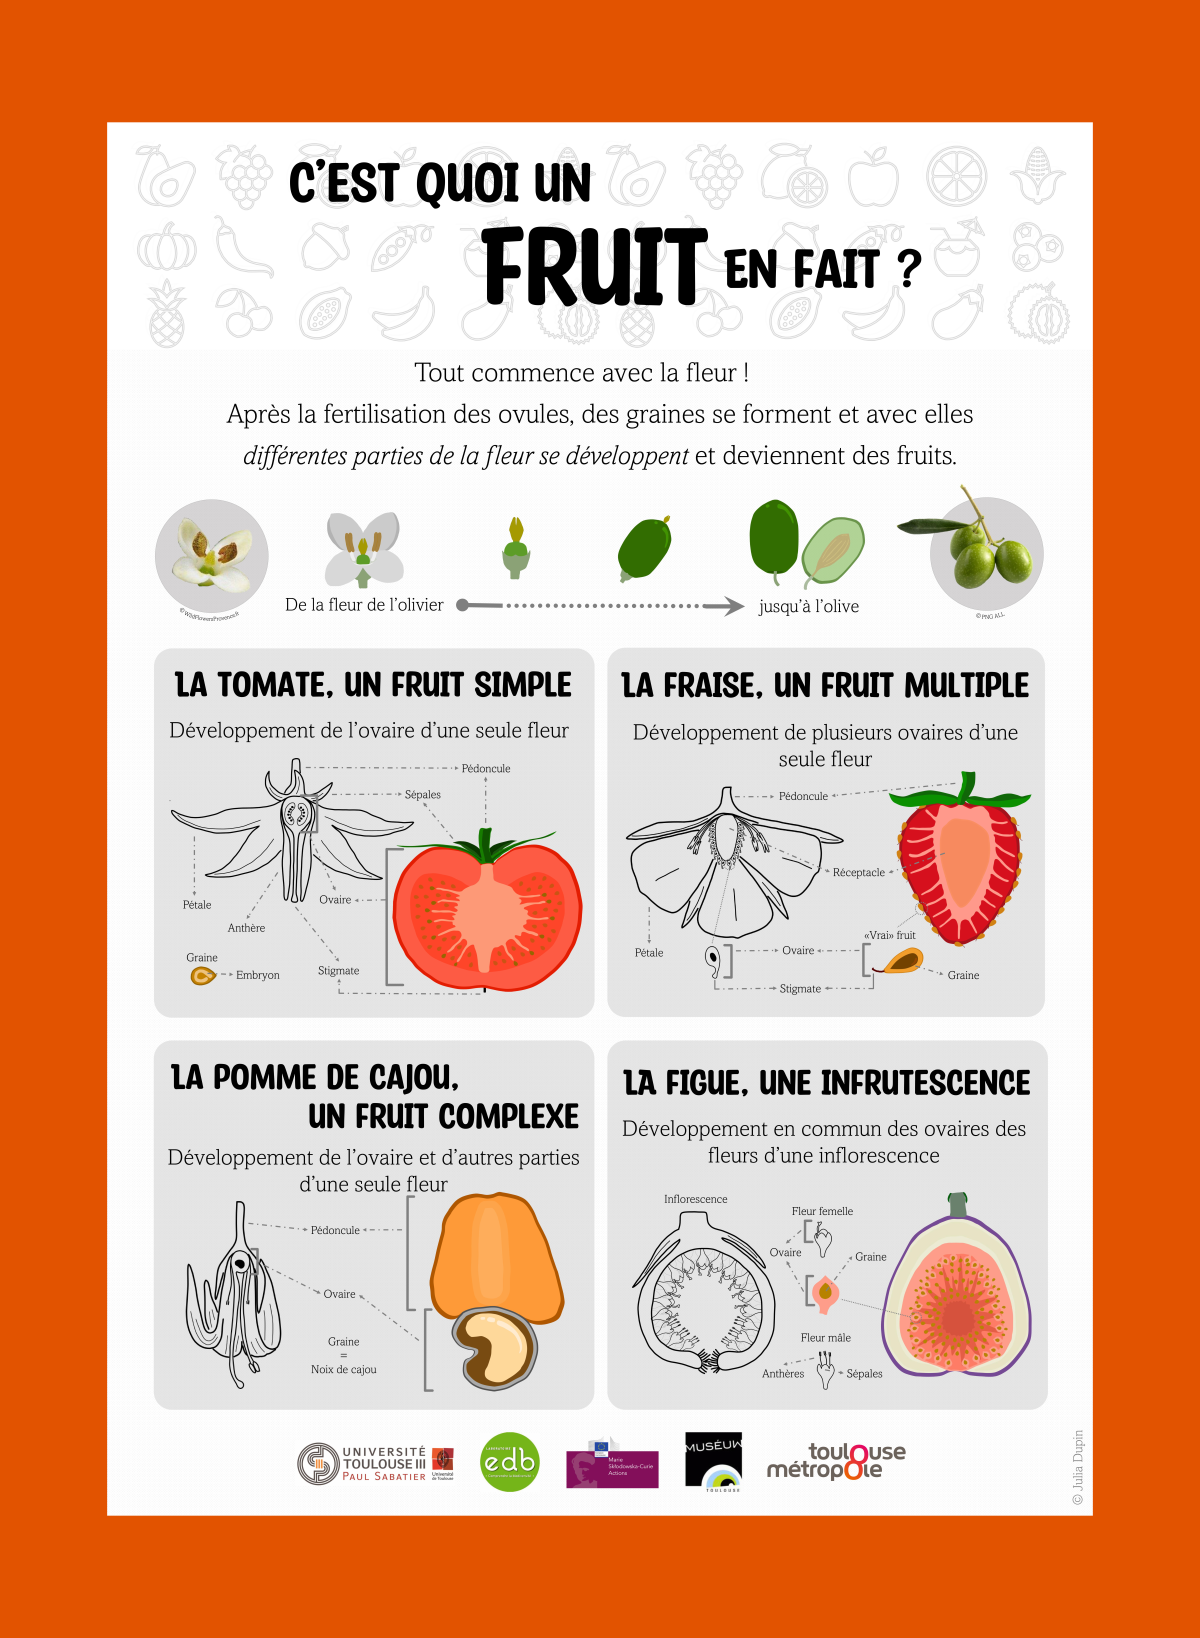 C'EST QUOI UN
FRUIT EN FAIT ?
Tout commence avec la fleur !
Après la fertilisation des ovules, des graines se forment et avec elles
différentes parties de la fleur se développent et deviennent des fruits.
©WildFlowersProvence.fr
De la fleur de l'olivier
jusqu'à l'olive
©PNG ALL
LA TOMATE, UN FRUIT SIMPLE
Développement de l'ovaire d'une seule fleur
Pédoncule
Sépales
Pétale
Ovaire
Anthère
Graine
Embryon
Stigmate
LA FRAISE, UN FRUIT MULTIPLE
Développement de plusieurs ovaires d'une
seule fleur
Pédoncule
Réceptacle
«Vrai» fruit
Pétale
Ovaire
Graine
Stigmate
LA POMME DE CAJOU,
UN FRUIT COMPLEXE
Développement de l'ovaire et d'autres parties
d'une seule fleur
Pédoncule
Ovaire
Graine
=
Noix de cajou
LA FIGUE, UNE INFRUTESCENCE
Développement en commun des ovaires des
fleurs d'une inflorescence
Inflorescence
Fleur femelle
Ovaire
Graine
Fleur mâle
Anthères
Sépales
UNIVERSITÉ
TOULOUSE III
PAUL SABATIER
Université
de Toulouse
LABORATOIRE
edb
Marie
Skłodowska-Curie
Actions
MUSÉUM
TOULOUSE
toulouse
métropole
© Julia Dupin